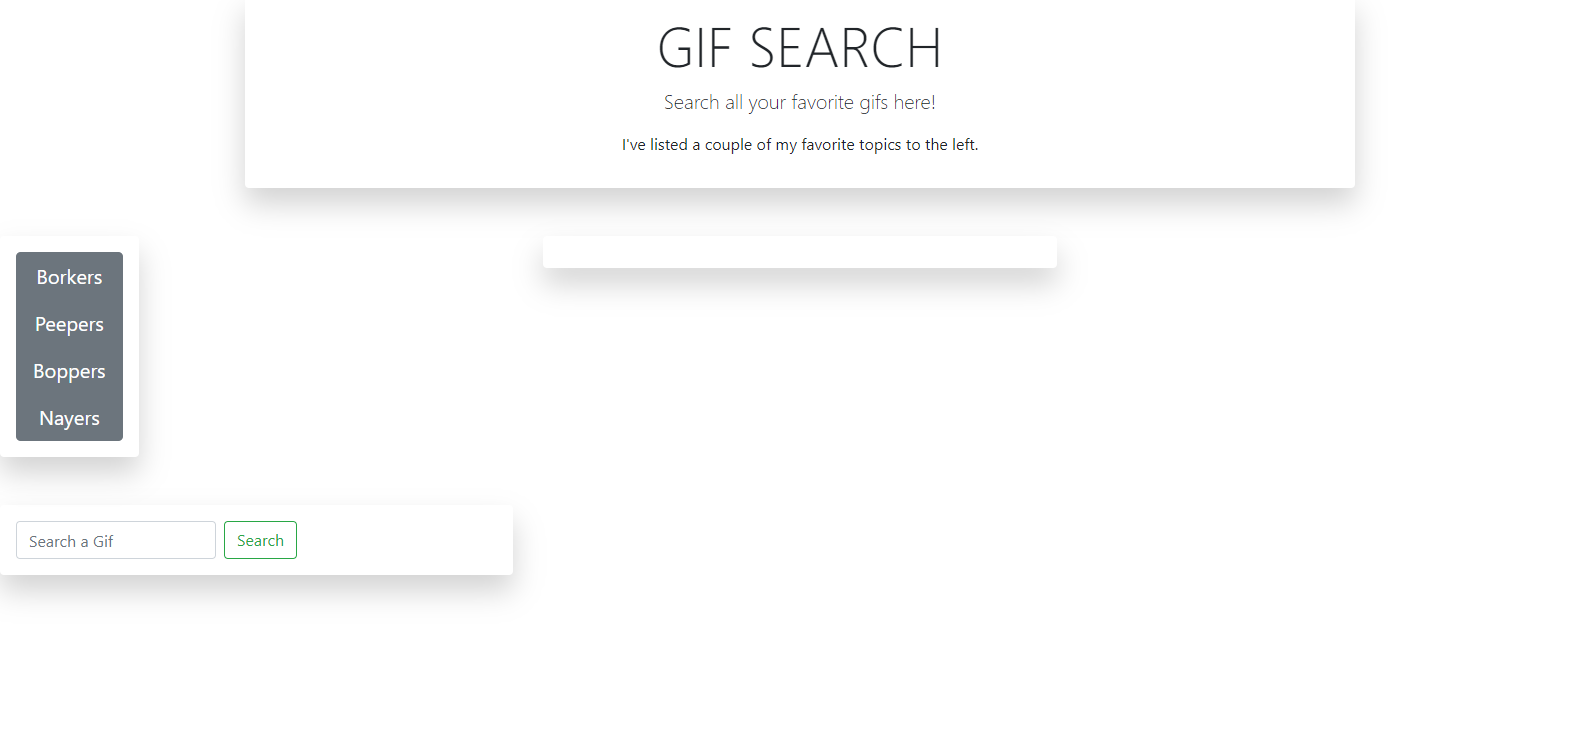 GIF SEARCH
Search all your favorite gifs here!
I've listed a couple of my favorite topics to the left.
Borkers
Peepers
Boppers
Nayers
Search a Gif
Search